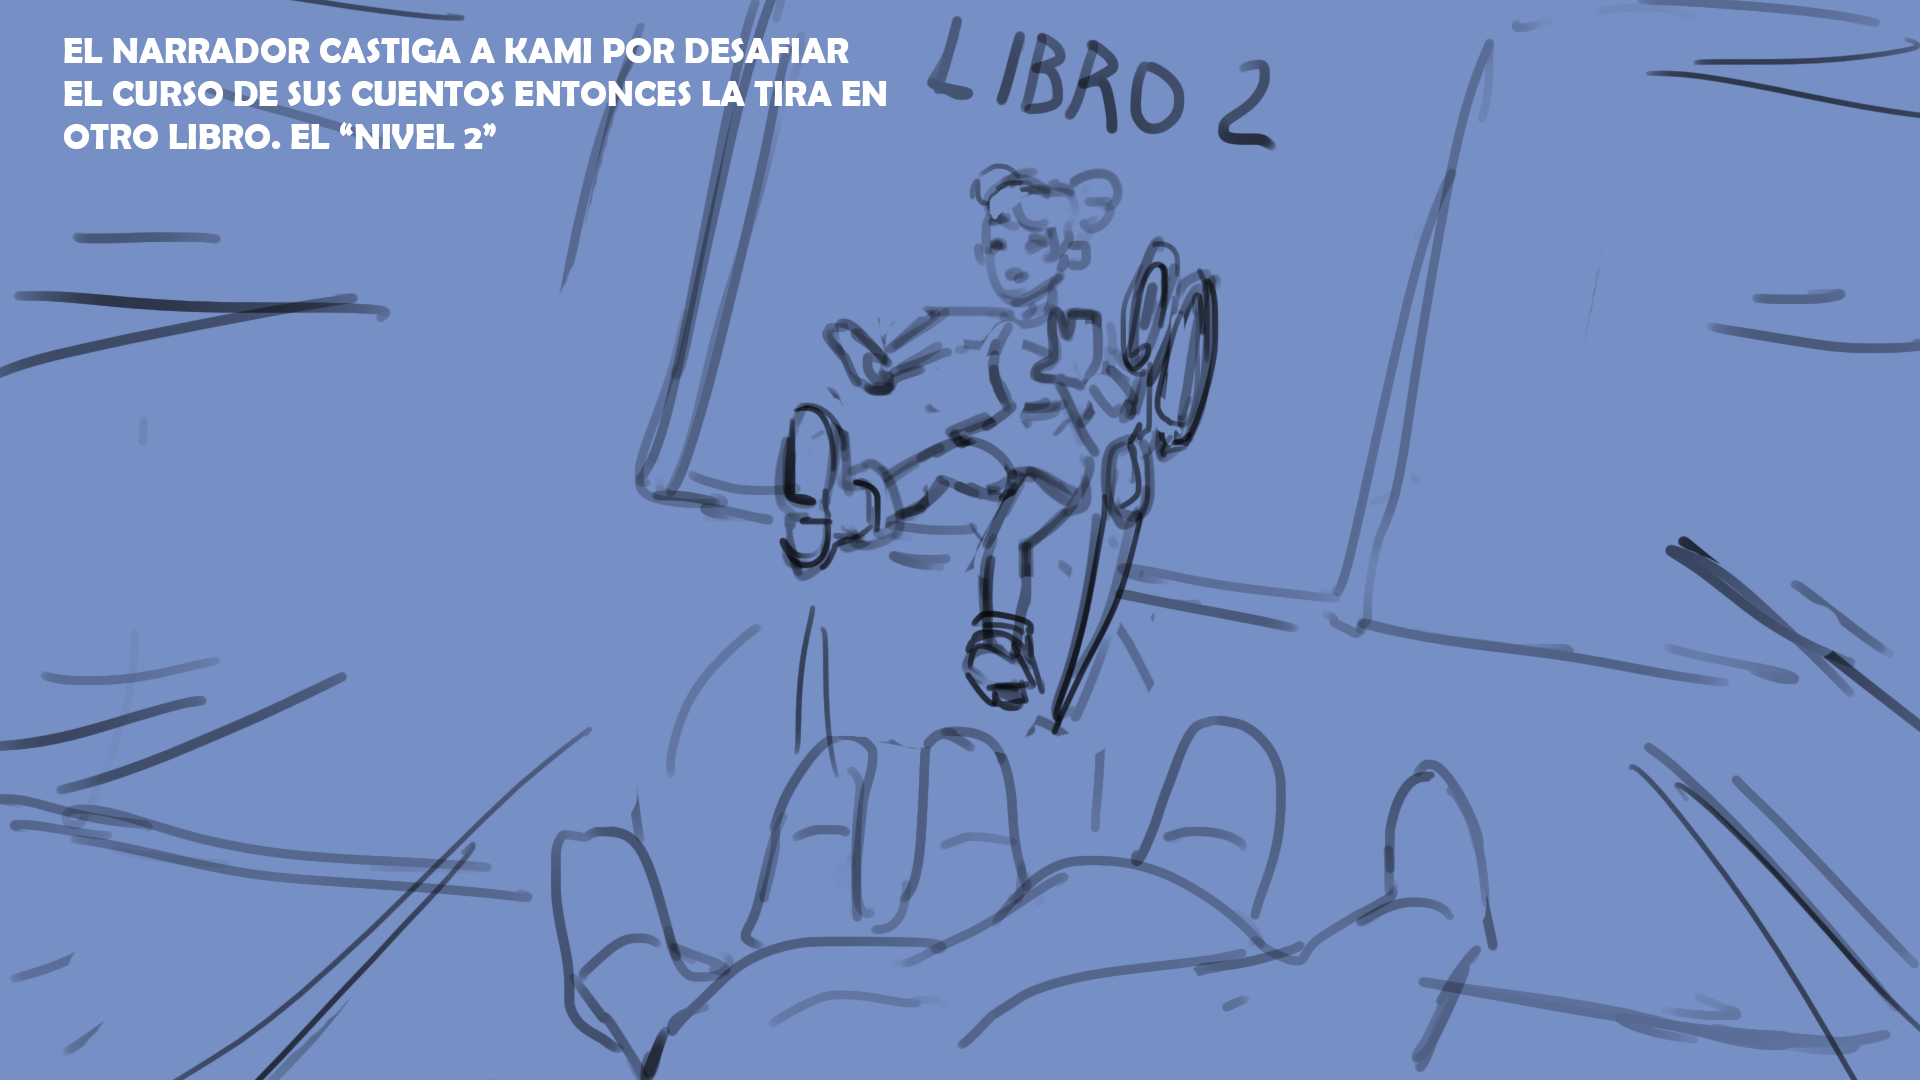 EL NARRADOR CASTIGA A KAMI POR DESAFIAR
EL CURSO DE SUS CUENTOS ENTONCES LA TIRA EN
OTRO LIBRO. EL “NIVEL 2”
LIBRO 2